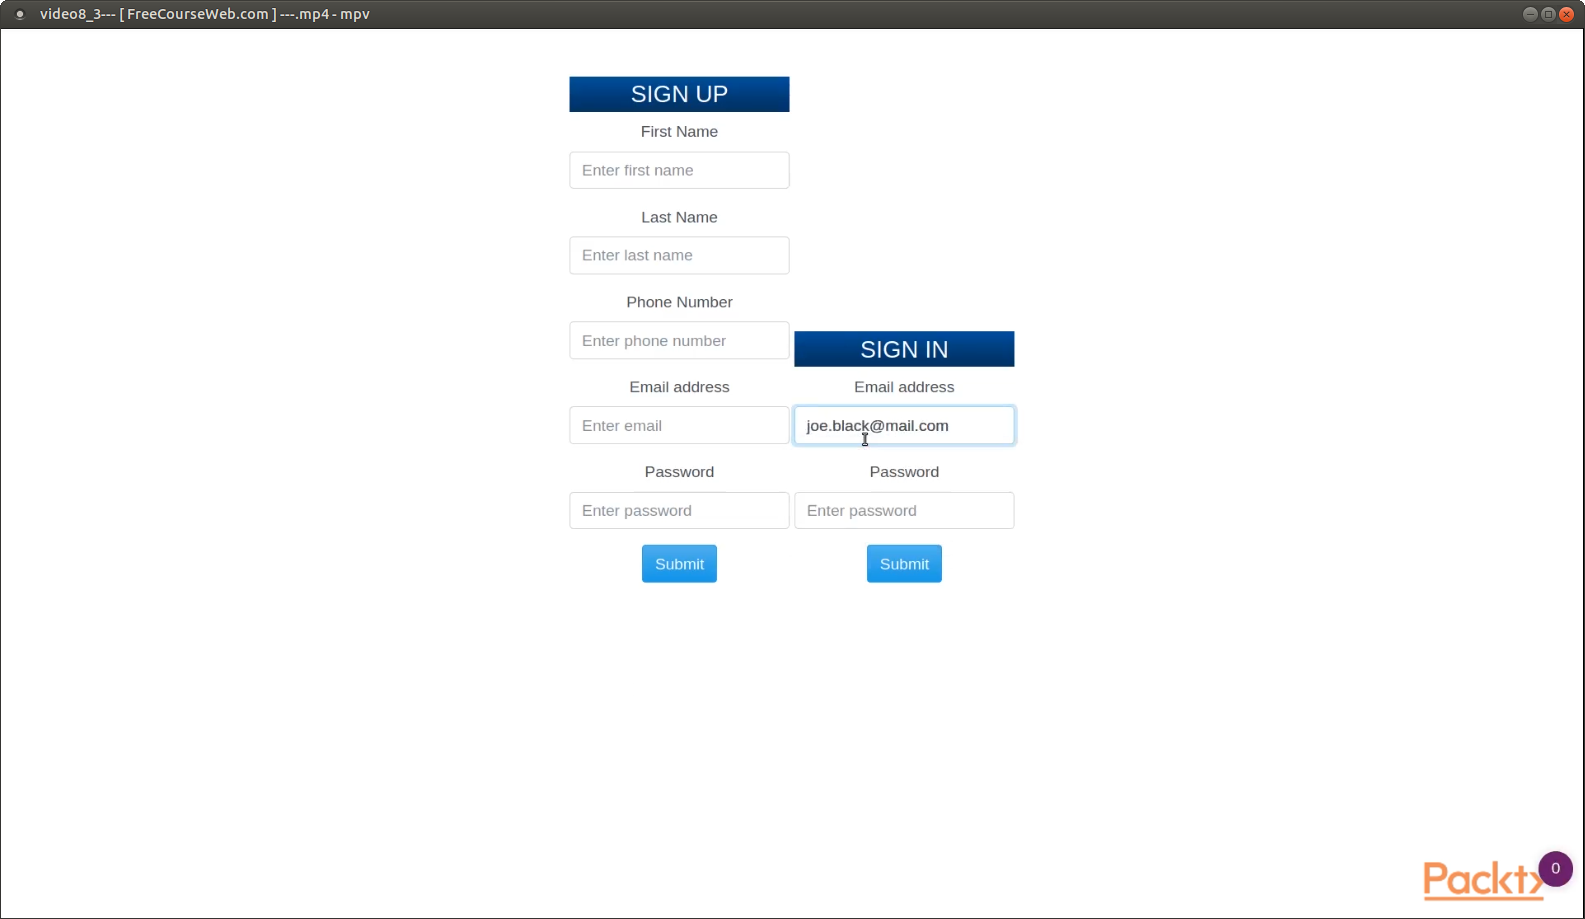 video8_3--- [ FreeCourseWeb.com ] ---.mp4 - mpv
SIGN UP
First Name
Enter first name
Last Name
Enter last name
Phone Number
Enter phone number
Email address
Enter email
Password
Enter password
Submit
SIGN IN
Email address
joe.black@mail.com
Password
Enter password
Submit
Packt
0